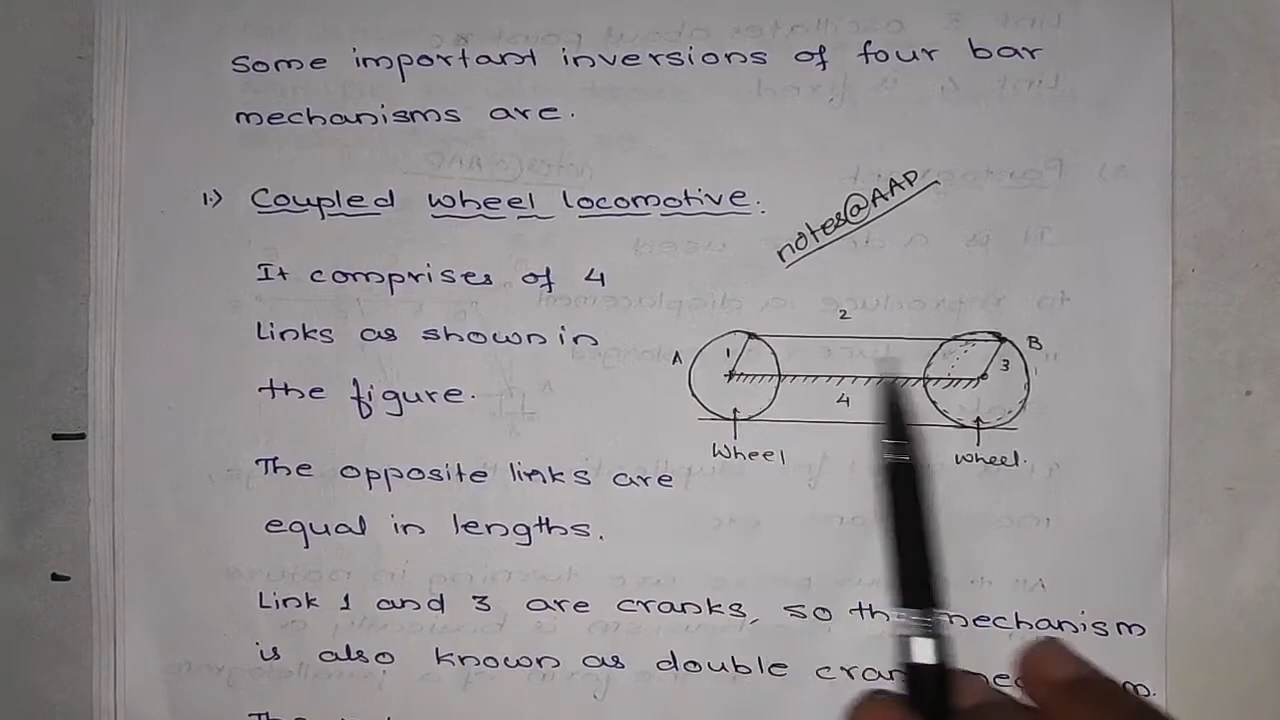 some important inversions of four bar
mechanisms are.
1.) Coupled wheel locomotive.
notes@AAP
It comprises of 4
links as shown in
the figure.
2
A
1
B
3
4
Wheel
wheel.
The opposite links are
equal in lengths.
Link 1 and 3 are cranks, so the mechanism
is also known as double